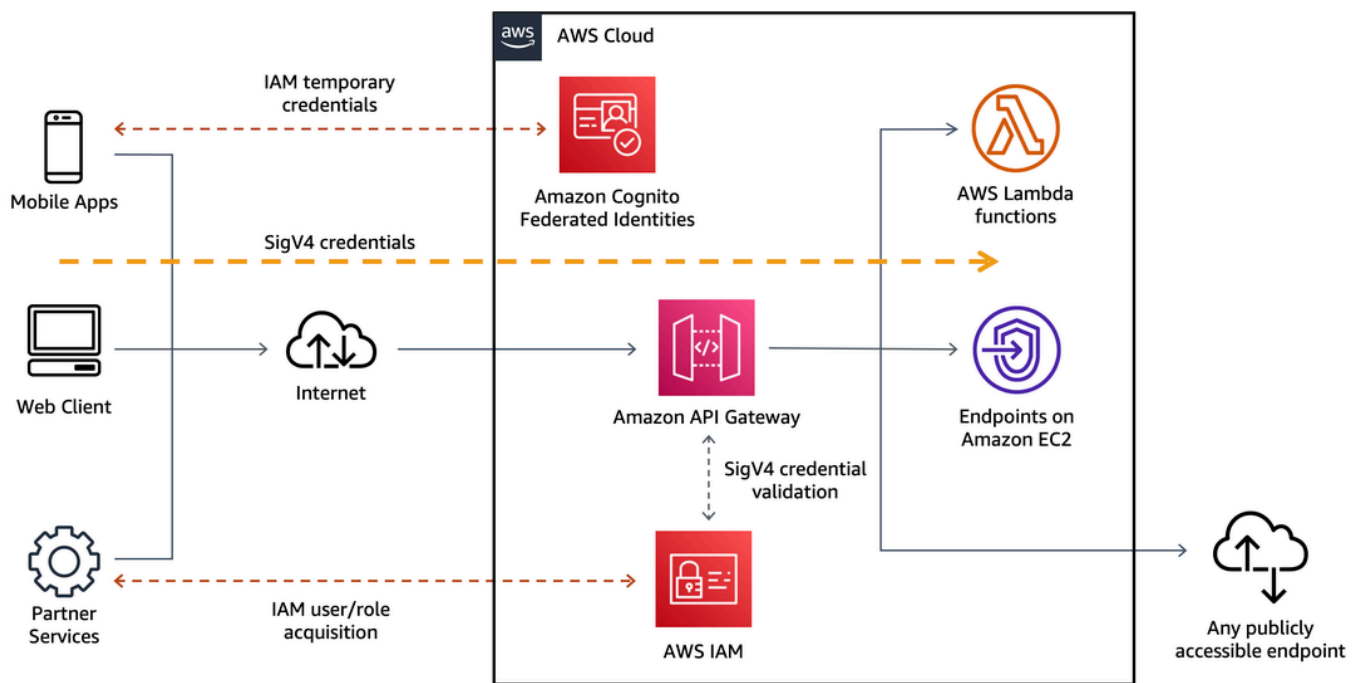 aws
AWS Cloud
IAM temporary
credentials
Mobile Apps
Amazon Cognito
Federated Identities
AWS Lambda
functions
SigV4 credentials
Web Client
Internet
</>
Amazon API Gateway
Endpoints on
Amazon EC2
SigV4 credential
validation
Partner
Services
IAM user/role
acquisition
AWS IAM
Any publicly
accessible endpoint